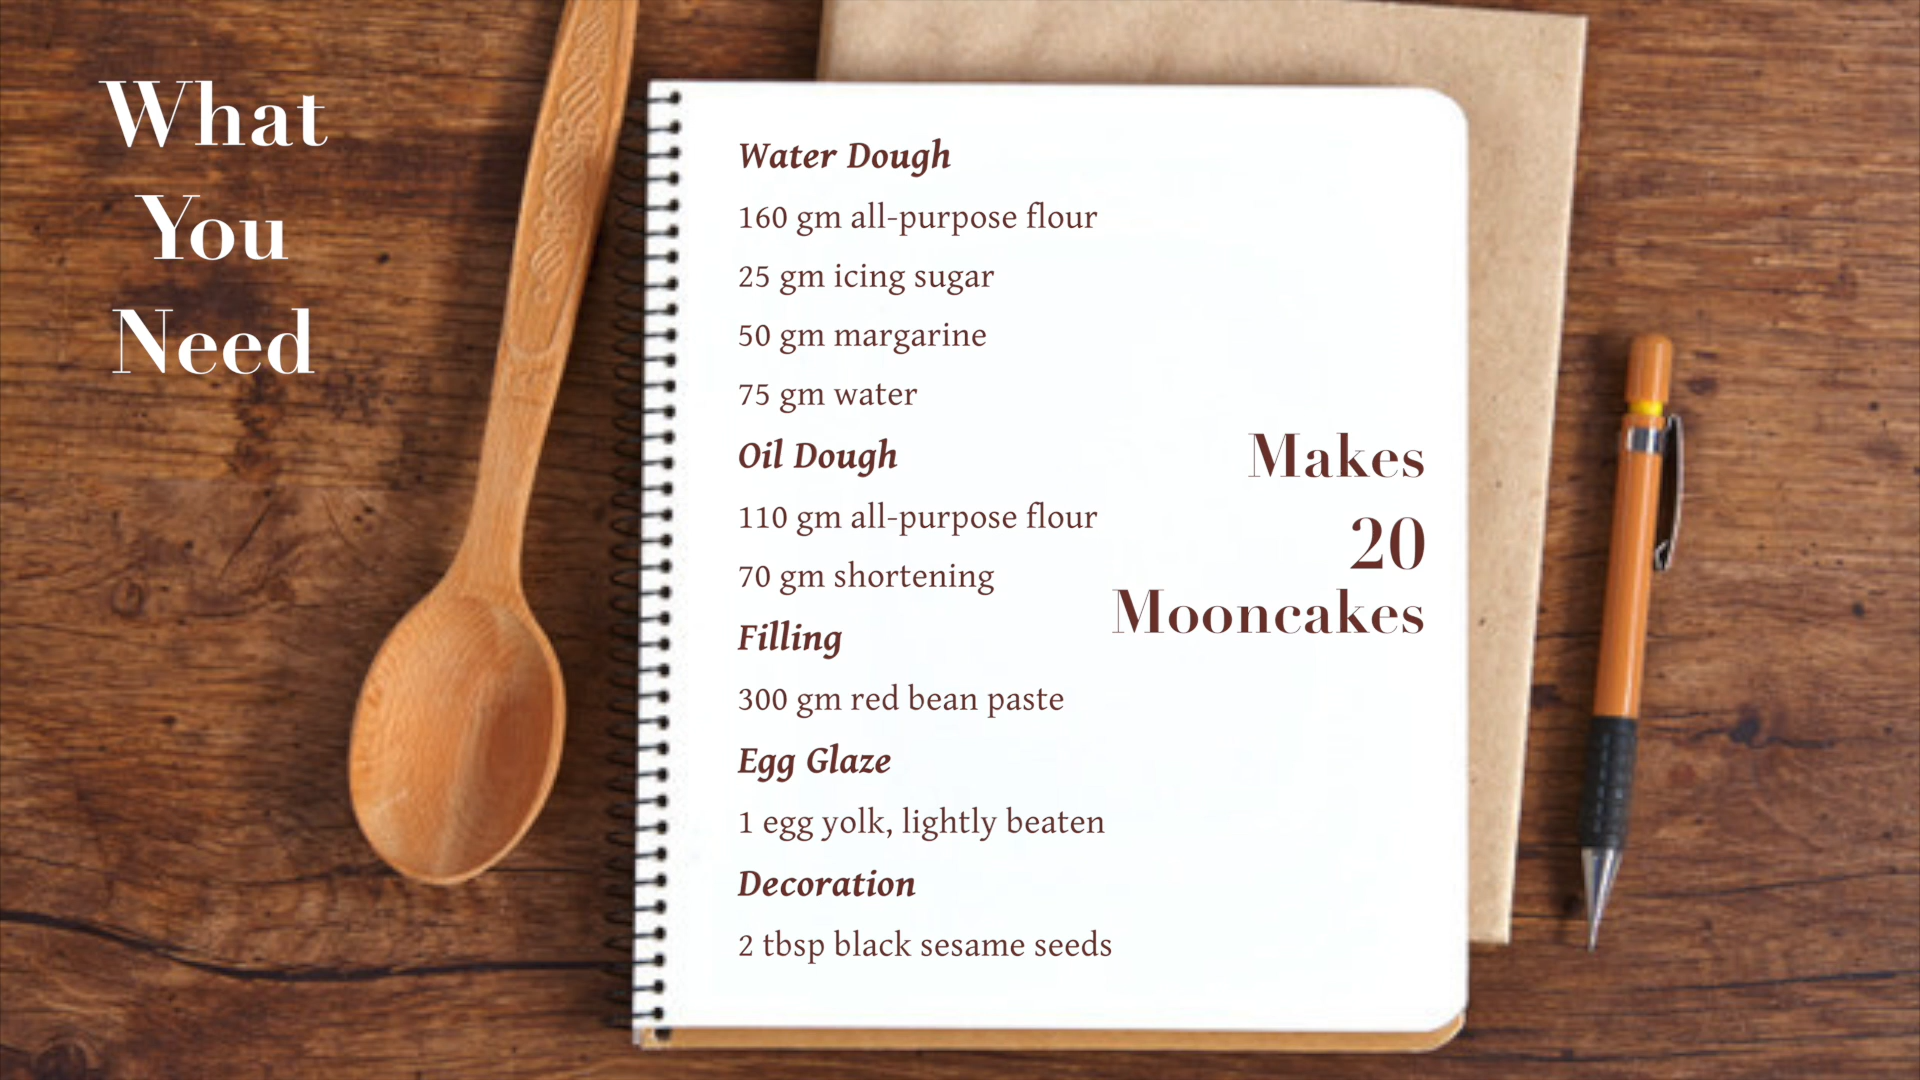 What
You
Need
Water Dough
160 gm all-purpose flour
25 gm icing sugar
50 gm margarine
75 gm water
Oil Dough
110 gm all-purpose flour
70 gm shortening
Filling
300 gm red bean paste
Egg Glaze
1 egg yolk, lightly beaten
Decoration
2 tbsp black sesame seeds
Makes
20
Mooncakes